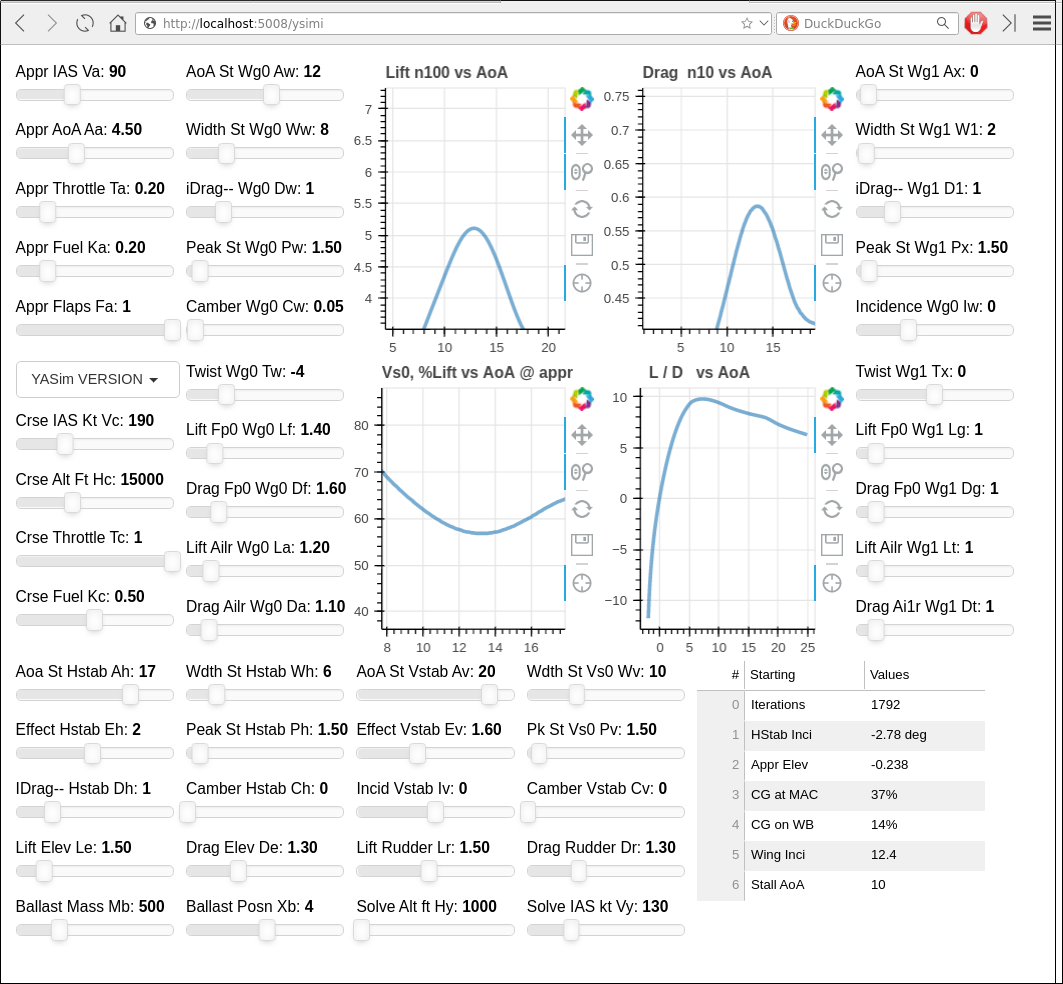 http://localhost:5008/ysimi
DuckDuckGo
Appr IAS Va: 90
AoA St Wg0 Aw: 12
Lift n100 vs AoA
Drag n10 vs AoA
AoA St Wg1 Ax: 0
Appr AoA Aa: 4.50
Width St Wg0 Ww: 8
Width St Wg1 W1: 2
Appr Throttle Ta: 0.20
iDrag-- Wg0 Dw: 1
iDrag-- Wg1 D1: 1
Appr Fuel Ka: 0.20
Peak St Wg0 Pw: 1.50
Peak St Wg1 Px: 1.50
Appr Flaps Fa: 1
Camber Wg0 Cw: 0.05
Incidence Wg0 Iw: 0
7
6.5
6
5.5
5
4.5
4
5 10 15 20
0.75
0.7
0.65
0.6
0.55
0.5
0.45
5 10 15
YASim VERSION
Twist Wg0 Tw: -4
Vs0, %Lift vs AoA @ appr
L / D vs AoA
Twist Wg1 Tx: 0
Crse IAS Kt Vc: 190
Lift Fp0 Wg0 Lf: 1.40
Lift Fp0 Wg1 Lg: 1
Crse Alt Ft Hc: 15000
Drag Fp0 Wg0 Df: 1.60
Drag Fp0 Wg1 Dg: 1
Crse Throttle Tc: 1
Lift Ailr Wg0 La: 1.20
Lift Ailr Wg1 Lt: 1
Crse Fuel Kc: 0.50
Drag Ailr Wg0 Da: 1.10
Drag Ai1r Wg1 Dt: 1
80
70
60
50
40
8 10 12 14 16
10
5
0
−5
−10
0 5 10 15 20 25
Aoa St Hstab Ah: 17
Wdth St Hstab Wh: 6
AoA St Vstab Av: 20
Wdth St Vs0 Wv: 10
Effect Hstab Eh: 2
Peak St Hstab Ph: 1.50
Effect Vstab Ev: 1.60
Pk St Vs0 Pv: 1.50
IDrag-- Hstab Dh: 1
Camber Hstab Ch: 0
Incid Vstab Iv: 0
Camber Vstab Cv: 0
Lift Elev Le: 1.50
Drag Elev De: 1.30
Lift Rudder Lr: 1.50
Drag Rudder Dr: 1.30
Ballast Mass Mb: 500
Ballast Posn Xb: 4
Solve Alt ft Hy: 1000
Solve IAS kt Vy: 130
# Starting Values
0 Iterations 1792
1 HStab Inci -2.78 deg
2 Appr Elev -0.238
3 CG at MAC 37%
4 CG on WB 14%
5 Wing Inci 12.4
6 Stall AoA 10